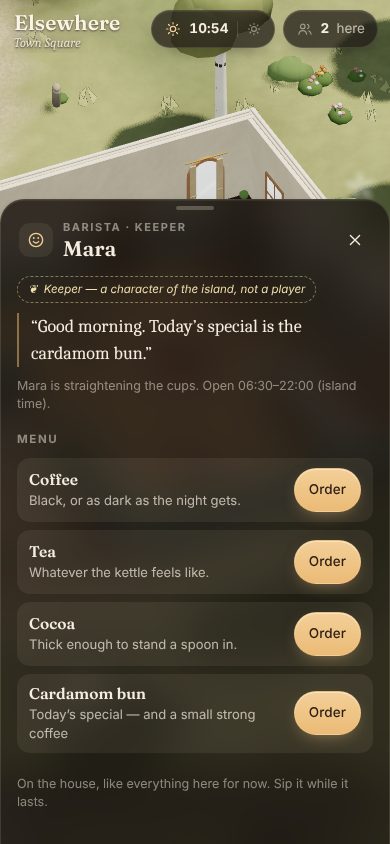 Elsewhere
Town Square
10:54
2 here
BARISTA · KEEPER
Mara
Keeper — a character of the island, not a player
“Good morning. Today’s special is the
cardamom bun.”
Mara is straightening the cups. Open 06:30–22:00 (island
time).
MENU
Coffee
Black, or as dark as the night gets.
Order
Tea
Whatever the kettle feels like.
Order
Cocoa
Thick enough to stand a spoon in.
Order
Cardamom bun
Today’s special — and a small strong
coffee
Order
On the house, like everything here for now. Sip it while it
lasts.